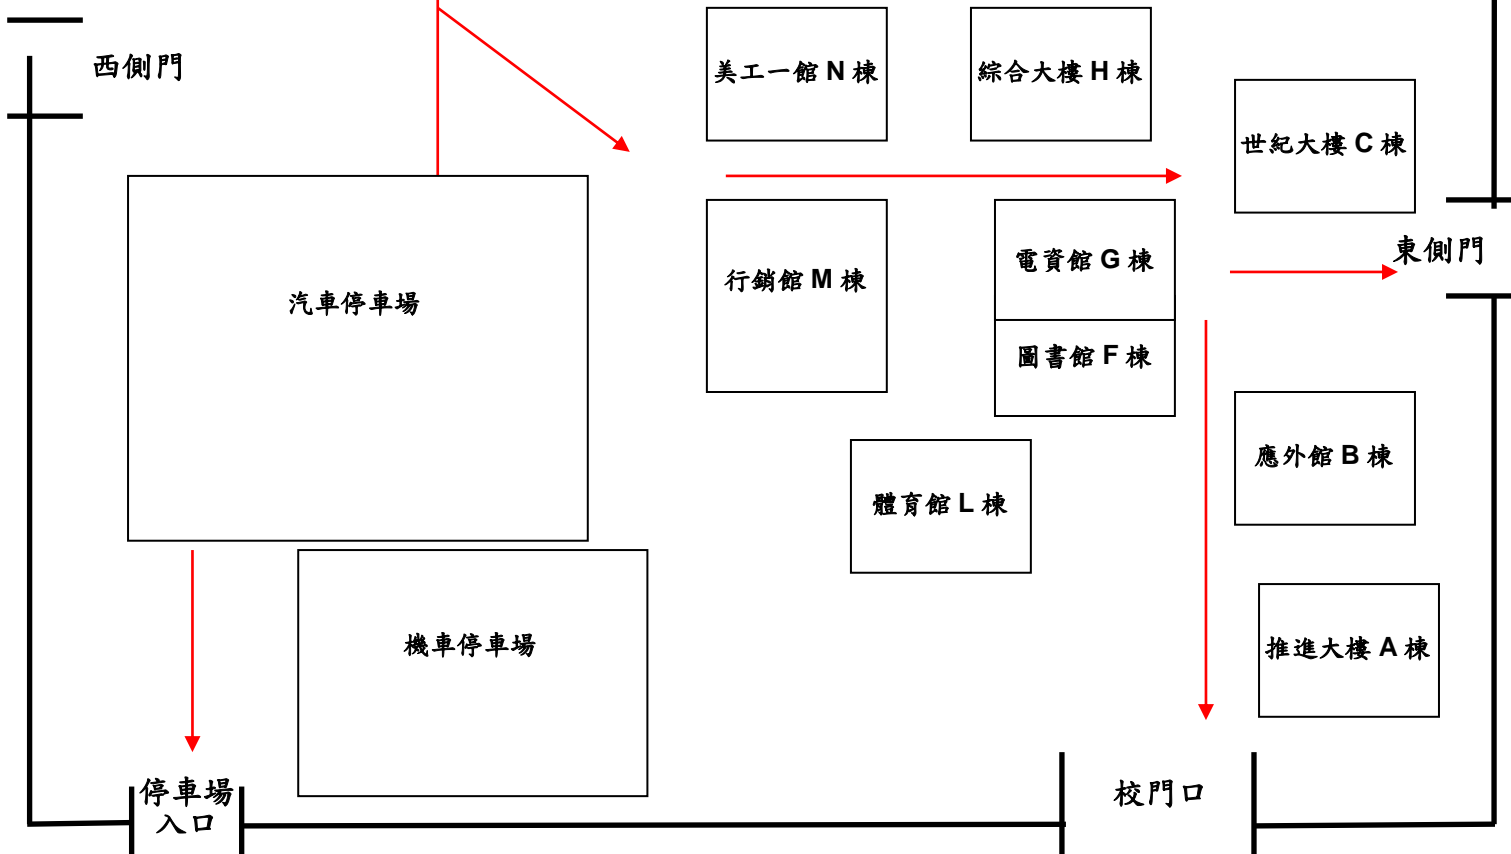 西側門
美工一館 N 棟
綜合大樓 H 棟
世紀大樓 C 棟
東側門
電資館 G 棟
行銷館 M 棟
汽車停車場
圖書館 F 棟
應外館 B 棟
體育館 L 棟
機車停車場
推進大樓 A 棟
停車場
入口
校門口